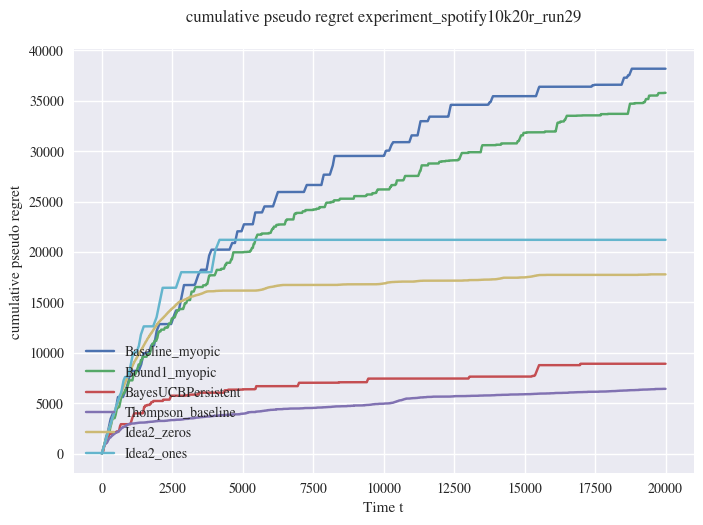 cumulative pseudo regret experiment_spotify10k20r_run29
40000
35000
30000
25000
20000
15000
10000
5000
0
cumulative pseudo regret
Baseline_myopic
Bound1_myopic
BayesUCBPersistent
Thompson_baseline
Idea2_zeros
Idea2_ones
0 2500 5000 7500 10000 12500 15000 17500 20000
Time t